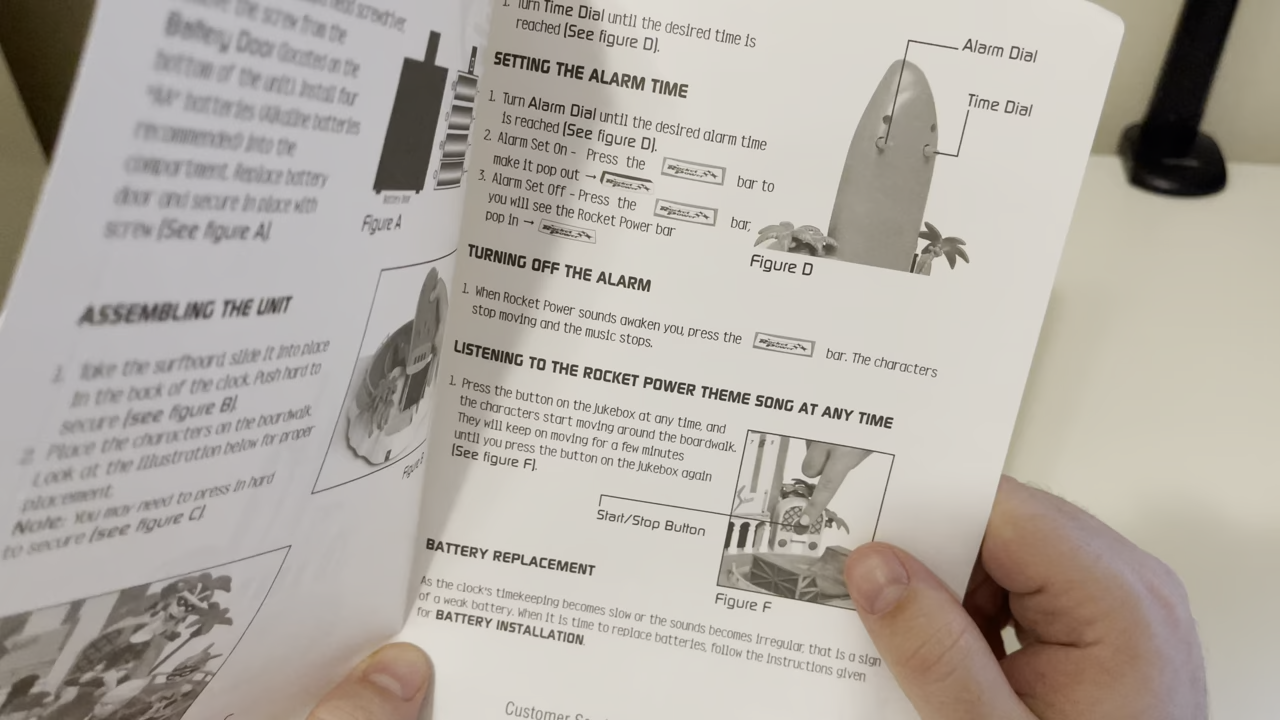 the screw from the
Battery Door (located on the
bottom of the unit). Install four
"AA" batteries (Alkaline batteries
recommended) into the
compartment. Replace battery
door and secure in place with
screw (See figure A).
Figure A
ASSEMBLING THE UNIT
1. Take the surfboard, slide it into place
in the back of the clock. Push hard to
secure (see figure B).
2. Place the characters on the boardwalk.
Look at the illustration below for proper
placement.
Note: You may need to press in hard
to secure (see figure C).
Figure B
1. Turn Time Dial until the desired time is
reached (See figure D).
SETTING THE ALARM TIME
1. Turn Alarm Dial until the desired alarm time
is reached (See figure D).
2. Alarm Set On - Press the Rocket Power bar to
make it pop out → Rocket Power
3. Alarm Set Off - Press the Rocket Power bar,
you will see the Rocket Power bar
pop in → Rocket Power
Alarm Dial
Time Dial
Figure D
TURNING OFF THE ALARM
1. When Rocket Power sounds awaken you, press the Rocket Power bar. The characters
stop moving and the music stops.
LISTENING TO THE ROCKET POWER THEME SONG AT ANY TIME
1. Press the button on the jukebox at any time, and
the characters start moving around the boardwalk.
They will keep on moving for a few minutes
until you press the button on the jukebox again
(See figure F).
Start/Stop Button
Figure F
BATTERY REPLACEMENT
As the clock's timekeeping becomes slow or the sounds becomes irregular, that is a sign
of a weak battery. When it is time to replace batteries, follow the instructions given
for BATTERY INSTALLATION.
Customer